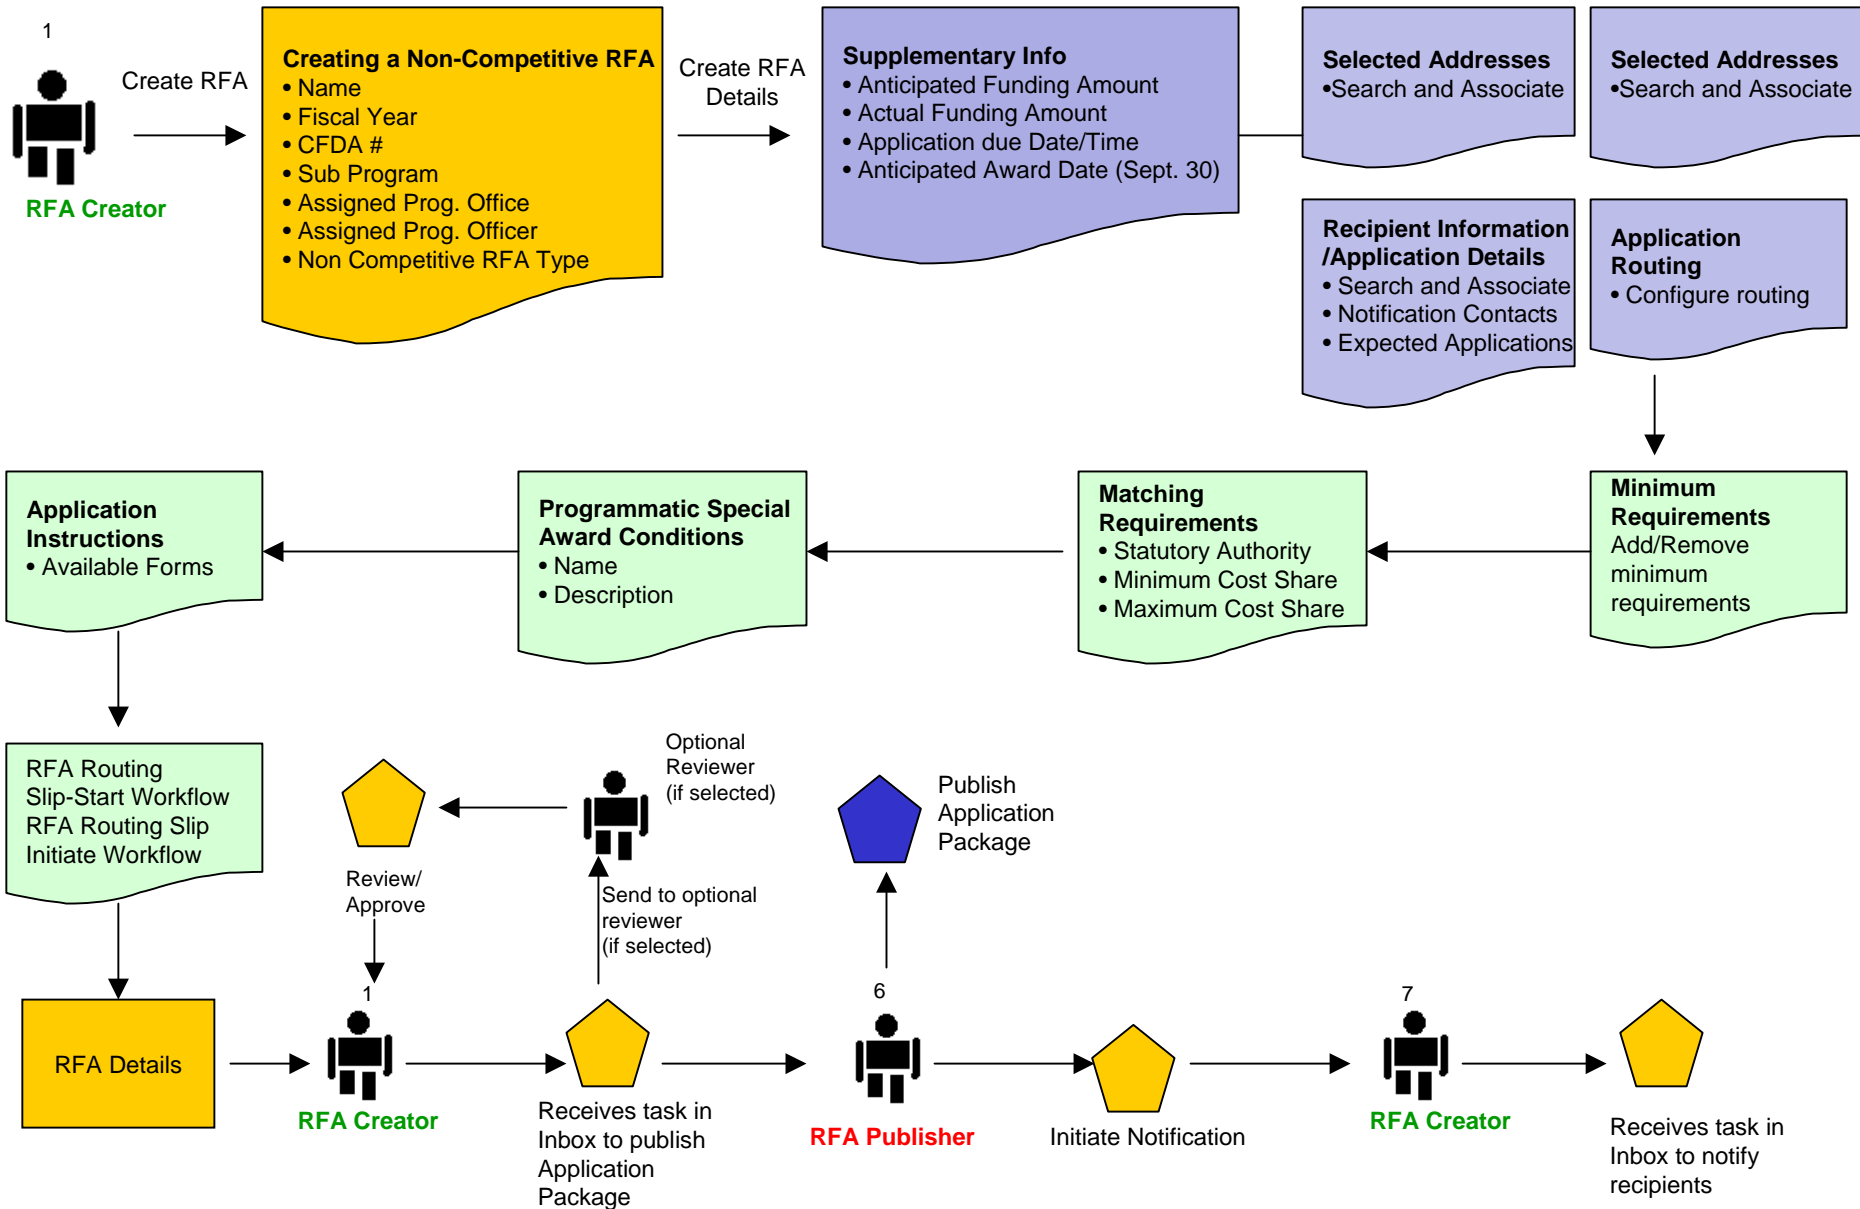 1
RFA Creator
Create RFA
Creating a Non-Competitive RFA
• Name
• Fiscal Year
• CFDA #
• Sub Program
• Assigned Prog. Office
• Assigned Prog. Officer
• Non Competitive RFA Type
Create RFA
Details
Supplementary Info
• Anticipated Funding Amount
• Actual Funding Amount
• Application due Date/Time
• Anticipated Award Date (Sept. 30)
Selected Addresses
•Search and Associate
Selected Addresses
•Search and Associate
Recipient Information
/Application Details
• Search and Associate
• Notification Contacts
• Expected Applications
Application
Routing
• Configure routing
Minimum
Requirements
Add/Remove
minimum
requirements
Matching
Requirements
• Statutory Authority
• Minimum Cost Share
• Maximum Cost Share
Programmatic Special
Award Conditions
• Name
• Description
Application
Instructions
• Available Forms
RFA Routing
Slip-Start Workflow
RFA Routing Slip
Initiate Workflow
RFA Details
Review/
Approve
Optional
Reviewer
(if selected)
Send to optional
reviewer
(if selected)
1
RFA Creator
Receives task in
Inbox to publish
Application
Package
Publish
Application
Package
6
RFA Publisher
Initiate Notification
7
RFA Creator
Receives task in
Inbox to notify
recipients